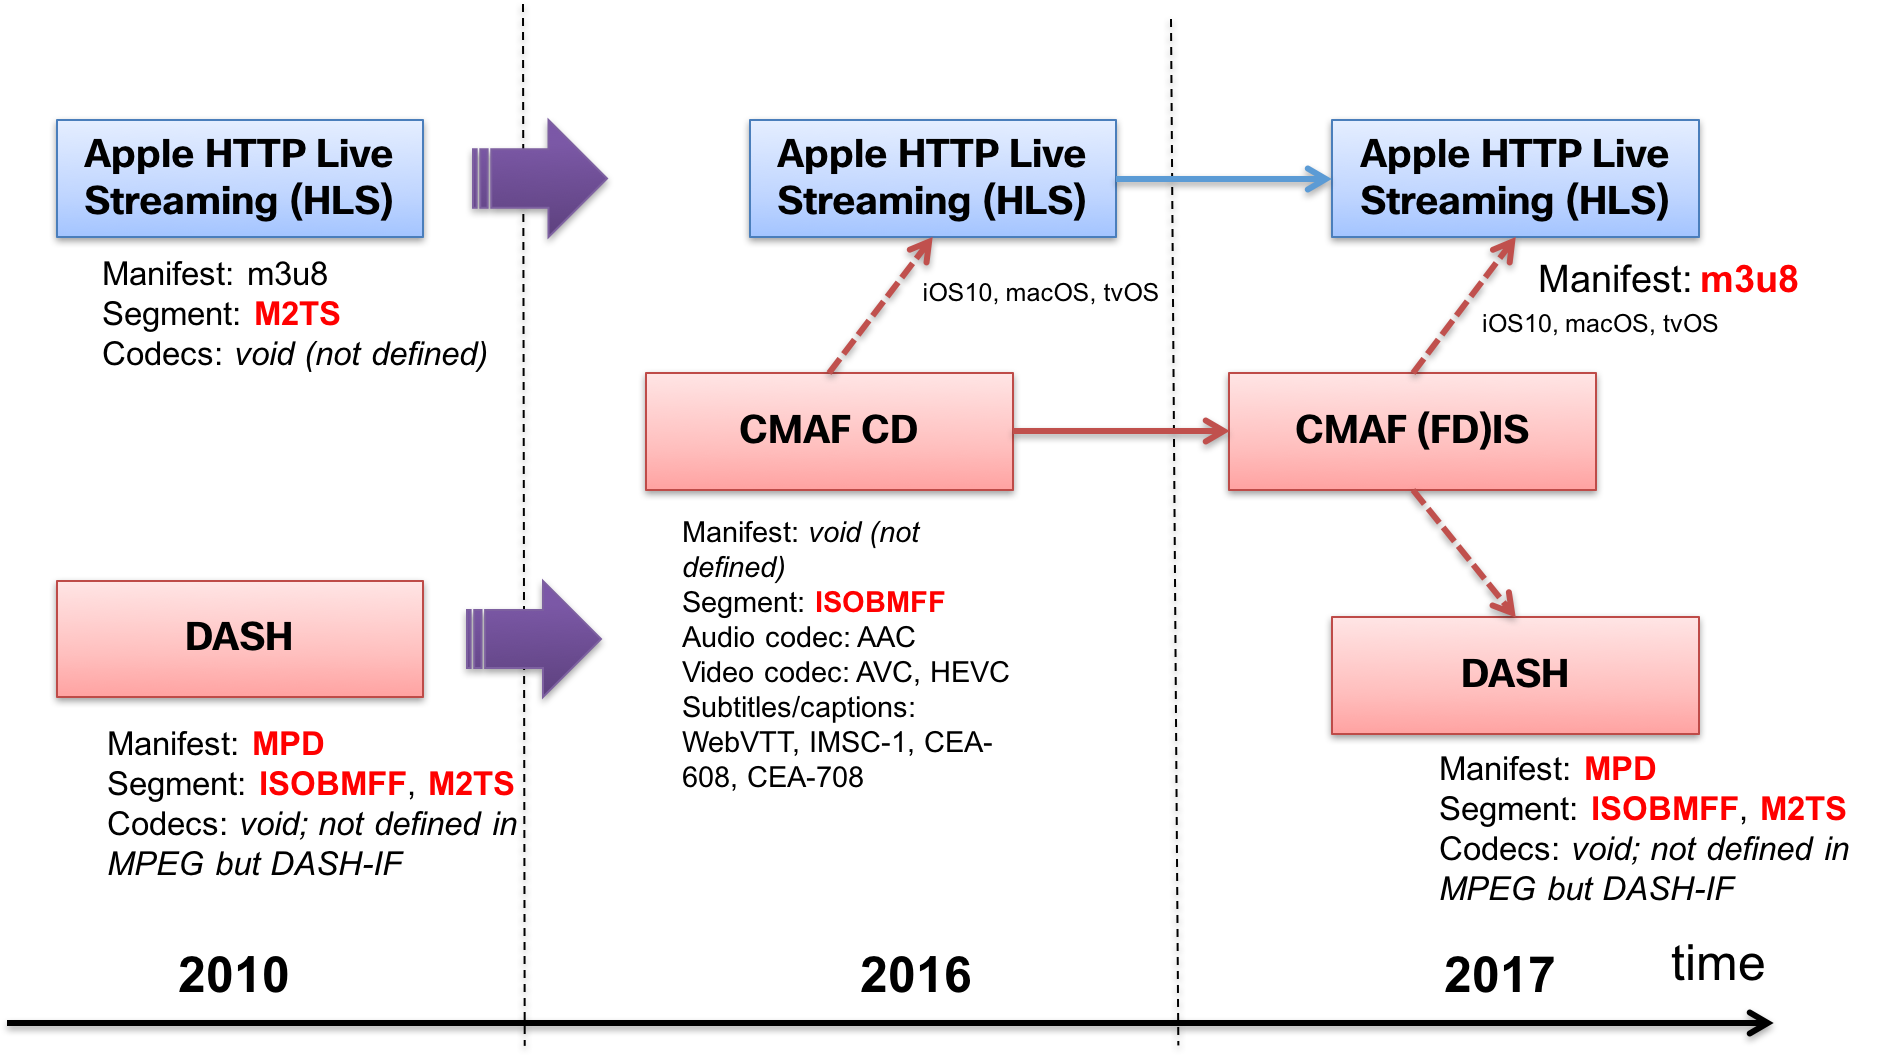 Apple HTTP Live
Streaming (HLS)
Manifest: m3u8
Segment: M2TS
Codecs: void (not defined)
DASH
Manifest: MPD
Segment: ISOBMFF, M2TS
Codecs: void; not defined in
MPEG but DASH-IF
2010
Apple HTTP Live
Streaming (HLS)
iOS10, macOS, tvOS
CMAF CD
Manifest: void (not
defined)
Segment: ISOBMFF
Audio codec: AAC
Video codec: AVC, HEVC
Subtitles/captions:
WebVTT, IMSC-1, CEA-
608, CEA-708
2016
Apple HTTP Live
Streaming (HLS)
Manifest: m3u8
iOS10, macOS, tvOS
CMAF (FD)IS
DASH
Manifest: MPD
Segment: ISOBMFF, M2TS
Codecs: void; not defined in
MPEG but DASH-IF
2017
time